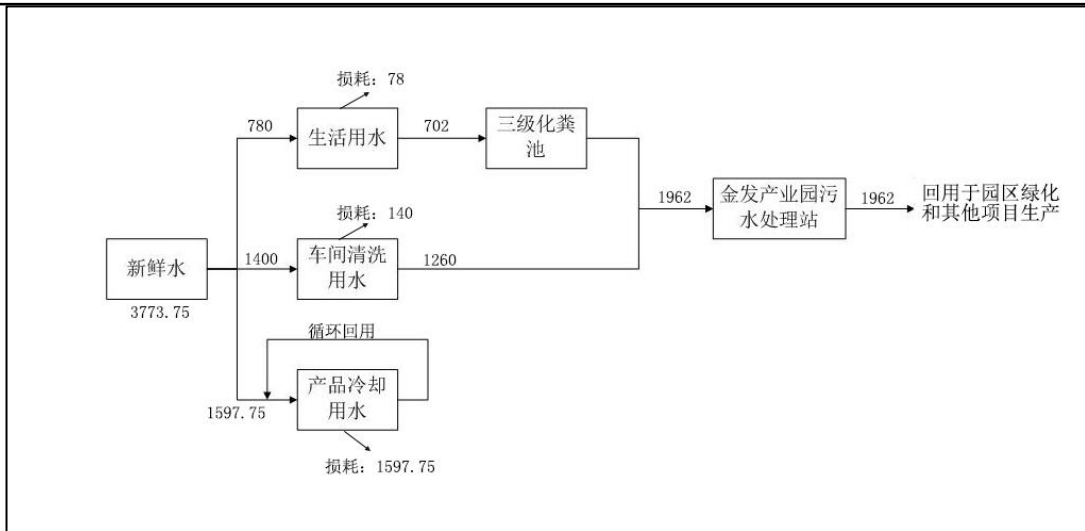 损耗：78
780
生活用水
702
三级化粪
池
1962
金发产业园污
水处理站
1962
回用于园区绿化
和其他项目生产
损耗：140
新鲜水
3773.75
1400
车间清洗
用水
1260
循环回用
1597.75
产品冷却
用水
损耗：1597.75